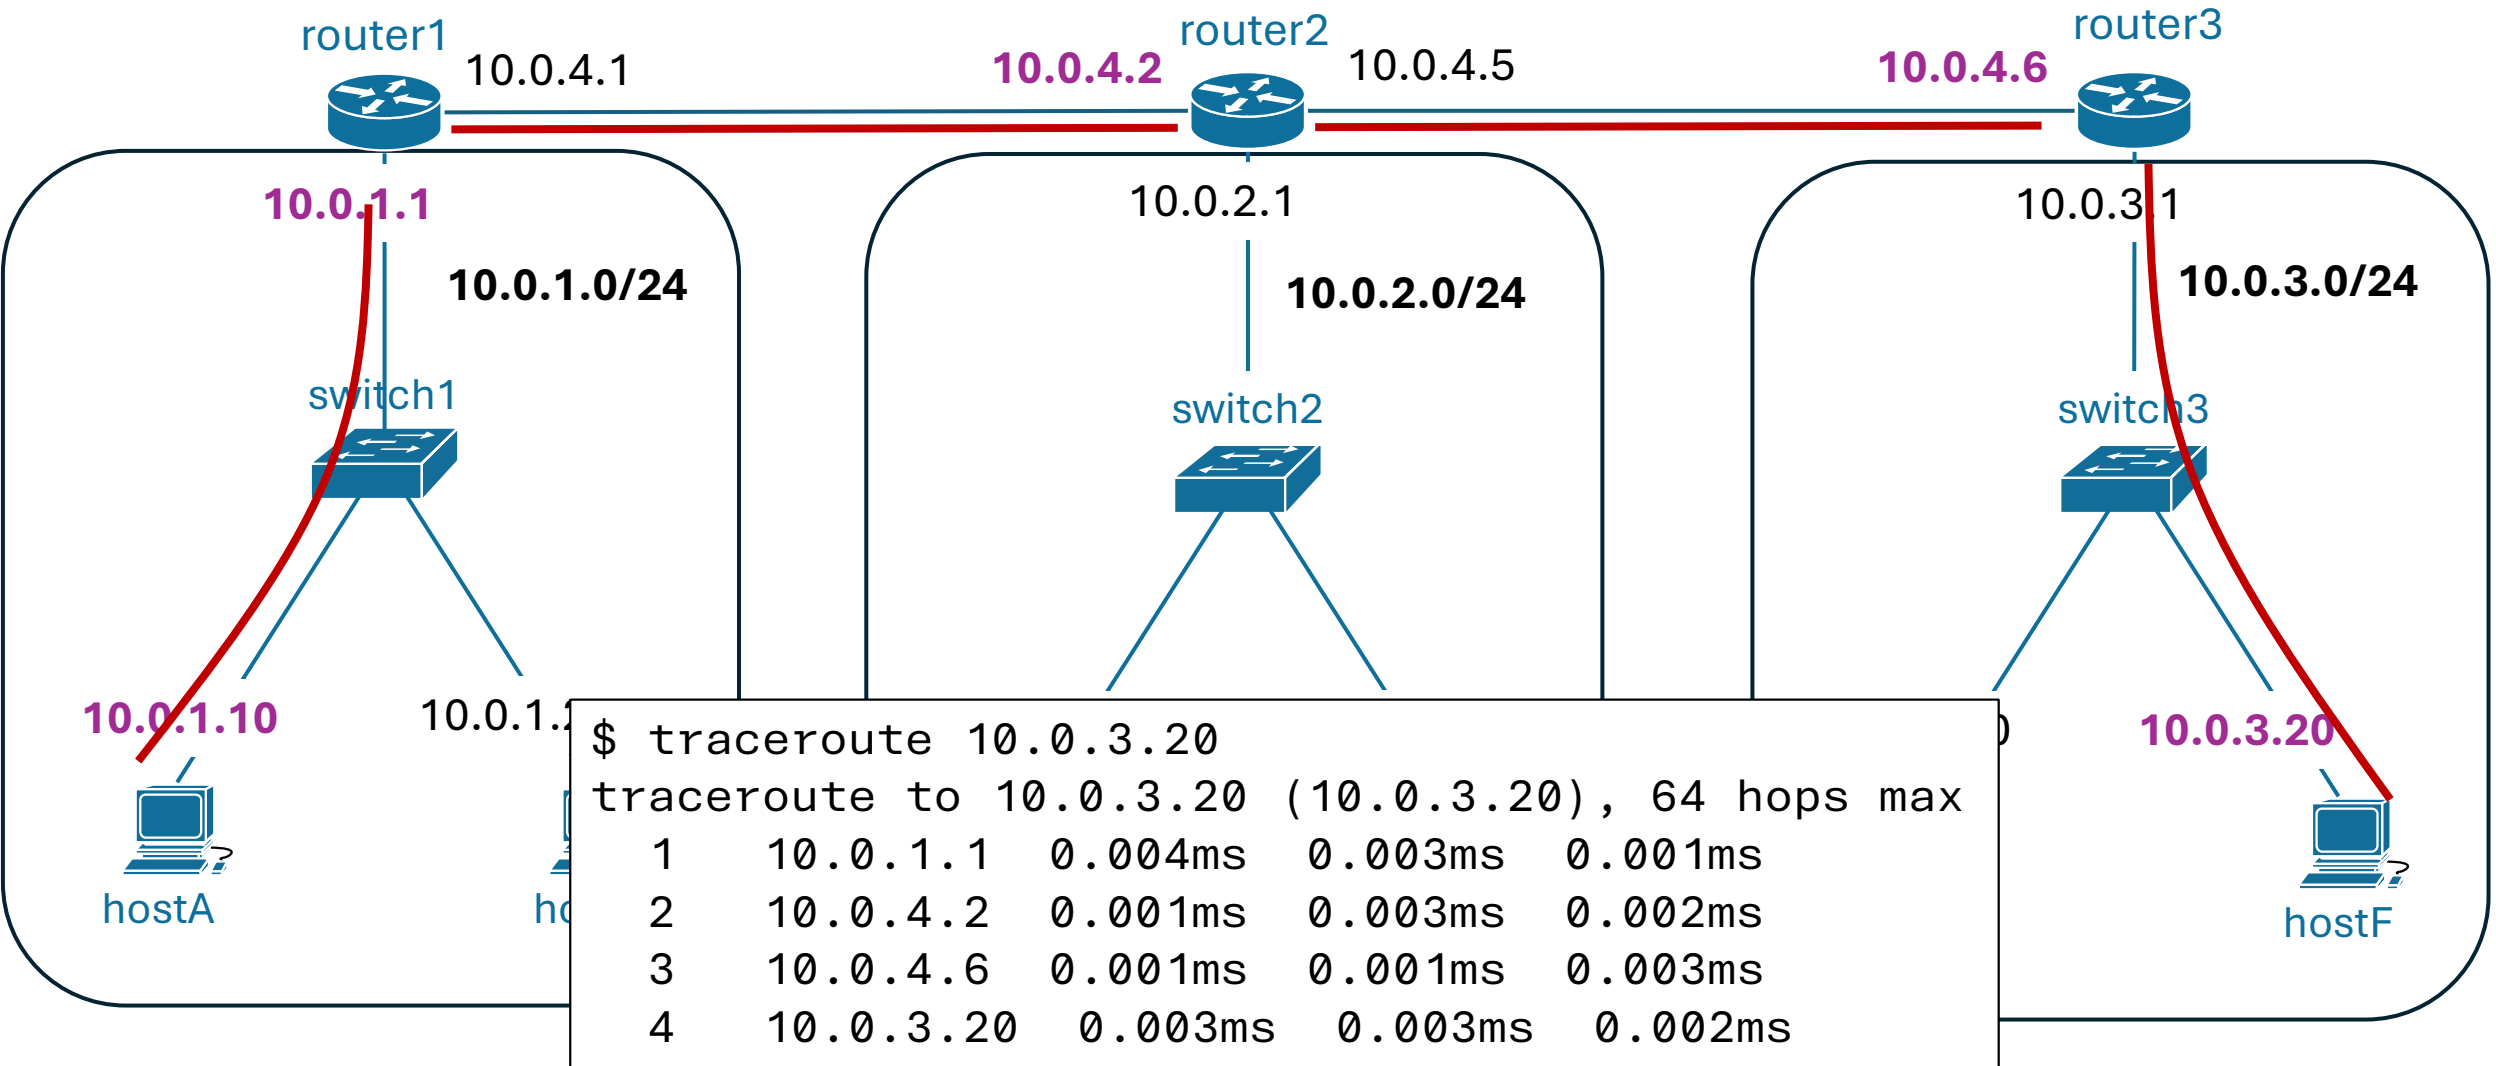 router1
router2
router3
10.0.4.1
10.0.4.2
10.0.4.5
10.0.4.6
10.0.1.1
10.0.2.1
10.0.3.1
10.0.1.0/24
10.0.2.0/24
10.0.3.0/24
switch1
switch2
switch3
10.0.1.10
10.0.3.20
hostA
hostF
$ traceroute 10.0.3.20
traceroute to 10.0.3.20 (10.0.3.20), 64 hops max
1 10.0.1.1 0.004ms 0.003ms 0.001ms
2 10.0.4.2 0.001ms 0.003ms 0.002ms
3 10.0.4.6 0.001ms 0.001ms 0.003ms
4 10.0.3.20 0.003ms 0.003ms 0.002ms